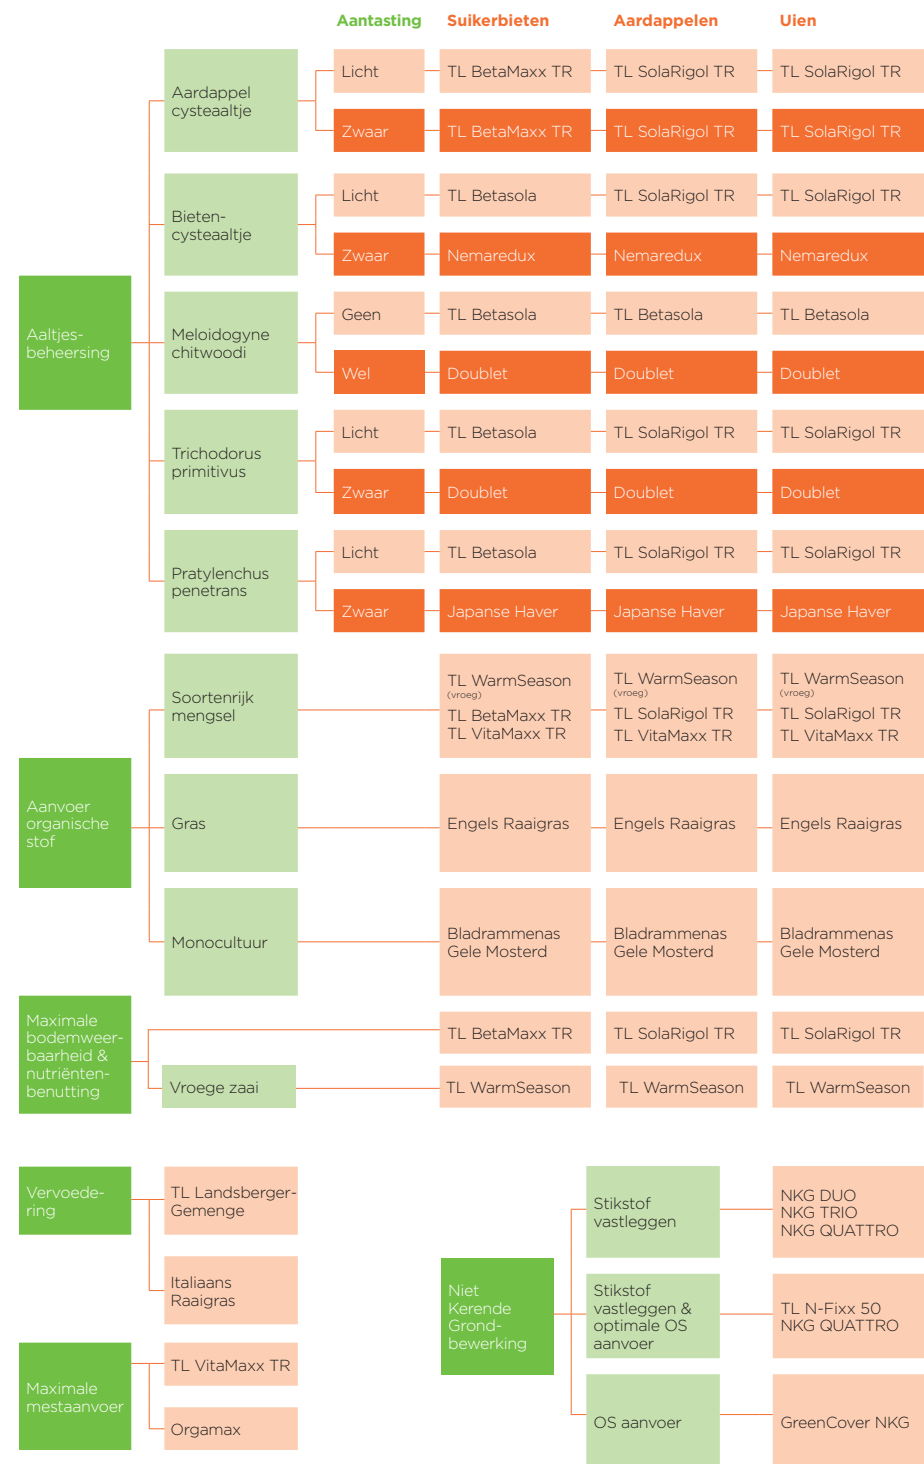 Aantasting Suikerbieten Aardappelen Uien
Aaltjes-
beheersing
Aardappel
cysteaaltje
Licht TL BetaMaxx TR TL SolaRigol TR TL SolaRigol TR
Zwaar TL BetaMaxx TR TL SolaRigol TR TL SolaRigol TR
Bieten-
cysteaaltje
Licht TL Betasola TL SolaRigol TR TL SolaRigol TR
Zwaar Nemaredux Nemaredux Nemaredux
Meloidogyne
chitwoodi
Geen TL Betasola TL Betasola TL Betasola
Wel Doublet Doublet Doublet
Trichodorus
primitivus
Licht TL Betasola TL SolaRigol TR TL SolaRigol TR
Zwaar Doublet Doublet Doublet
Pratylenchus
penetrans
Licht TL Betasola TL SolaRigol TR TL SolaRigol TR
Zwaar Japanse Haver Japanse Haver Japanse Haver
Aanvoer
organische
stof
Soortenrijk
mengsel
TL WarmSeason TL WarmSeason TL WarmSeason
(vroeg) (vroeg) (vroeg)
TL BetaMaxx TR TL SolaRigol TR TL SolaRigol TR
TL VitaMaxx TR TL VitaMaxx TR TL VitaMaxx TR
Gras Engels Raaigras Engels Raaigras Engels Raaigras
Monocultuur
Bladrammenas Bladrammenas Bladrammenas
Gele Mosterd Gele Mosterd Gele Mosterd
Maximale
bodemweer-
baarheid &
nutriënten-
benutting
TL BetaMaxx TR TL SolaRigol TR TL SolaRigol TR
Vroege zaai TL WarmSeason TL WarmSeason TL WarmSeason
Vervoede-
ring
TL Landsberger-
Gemenge
Italiaans
Raaigras
Maximale
mestaanvoer
TL VitaMaxx TR
Orgamax
Niet
Kerende
Grond-
bewerking
Stikstof
vastleggen
NKG DUO
NKG TRIO
NKG QUATTRO
Stikstof
vastleggen &
optimale OS
aanvoer
TL N-Fixx 50
NKG QUATTRO
OS aanvoer GreenCover NKG